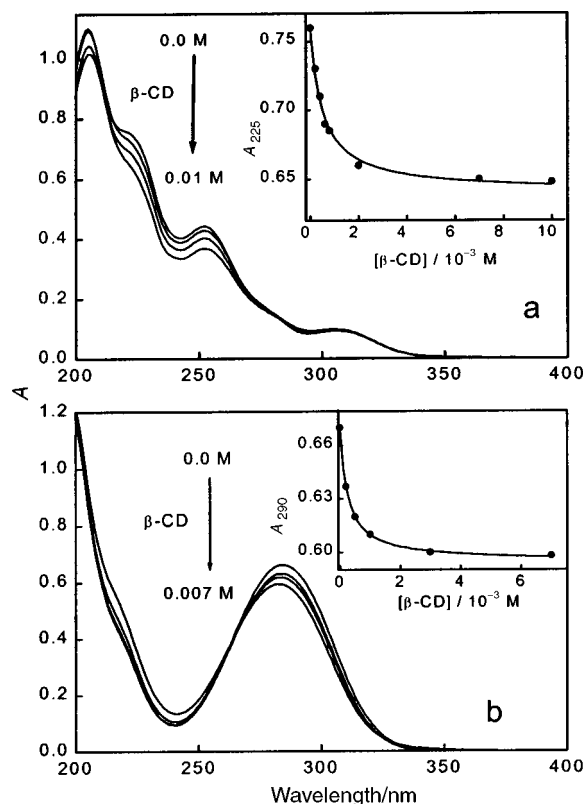 1.0
0.8
0.6
0.4
0.2
0.0
0.0 M
β-CD
0.01 M
0.75
0.70
0.65
A225
0 2 4 6 8 10
[β-CD] / 10⁻³ M
a
200 250 300 350 400
A
1.2
1.0
0.8
0.6
0.4
0.2
0.0
0.0 M
β-CD
0.007 M
0.66
0.63
0.60
A290
0 2 4 6
[β-CD] / 10⁻³ M
b
200 250 300 350 400
Wavelength/nm